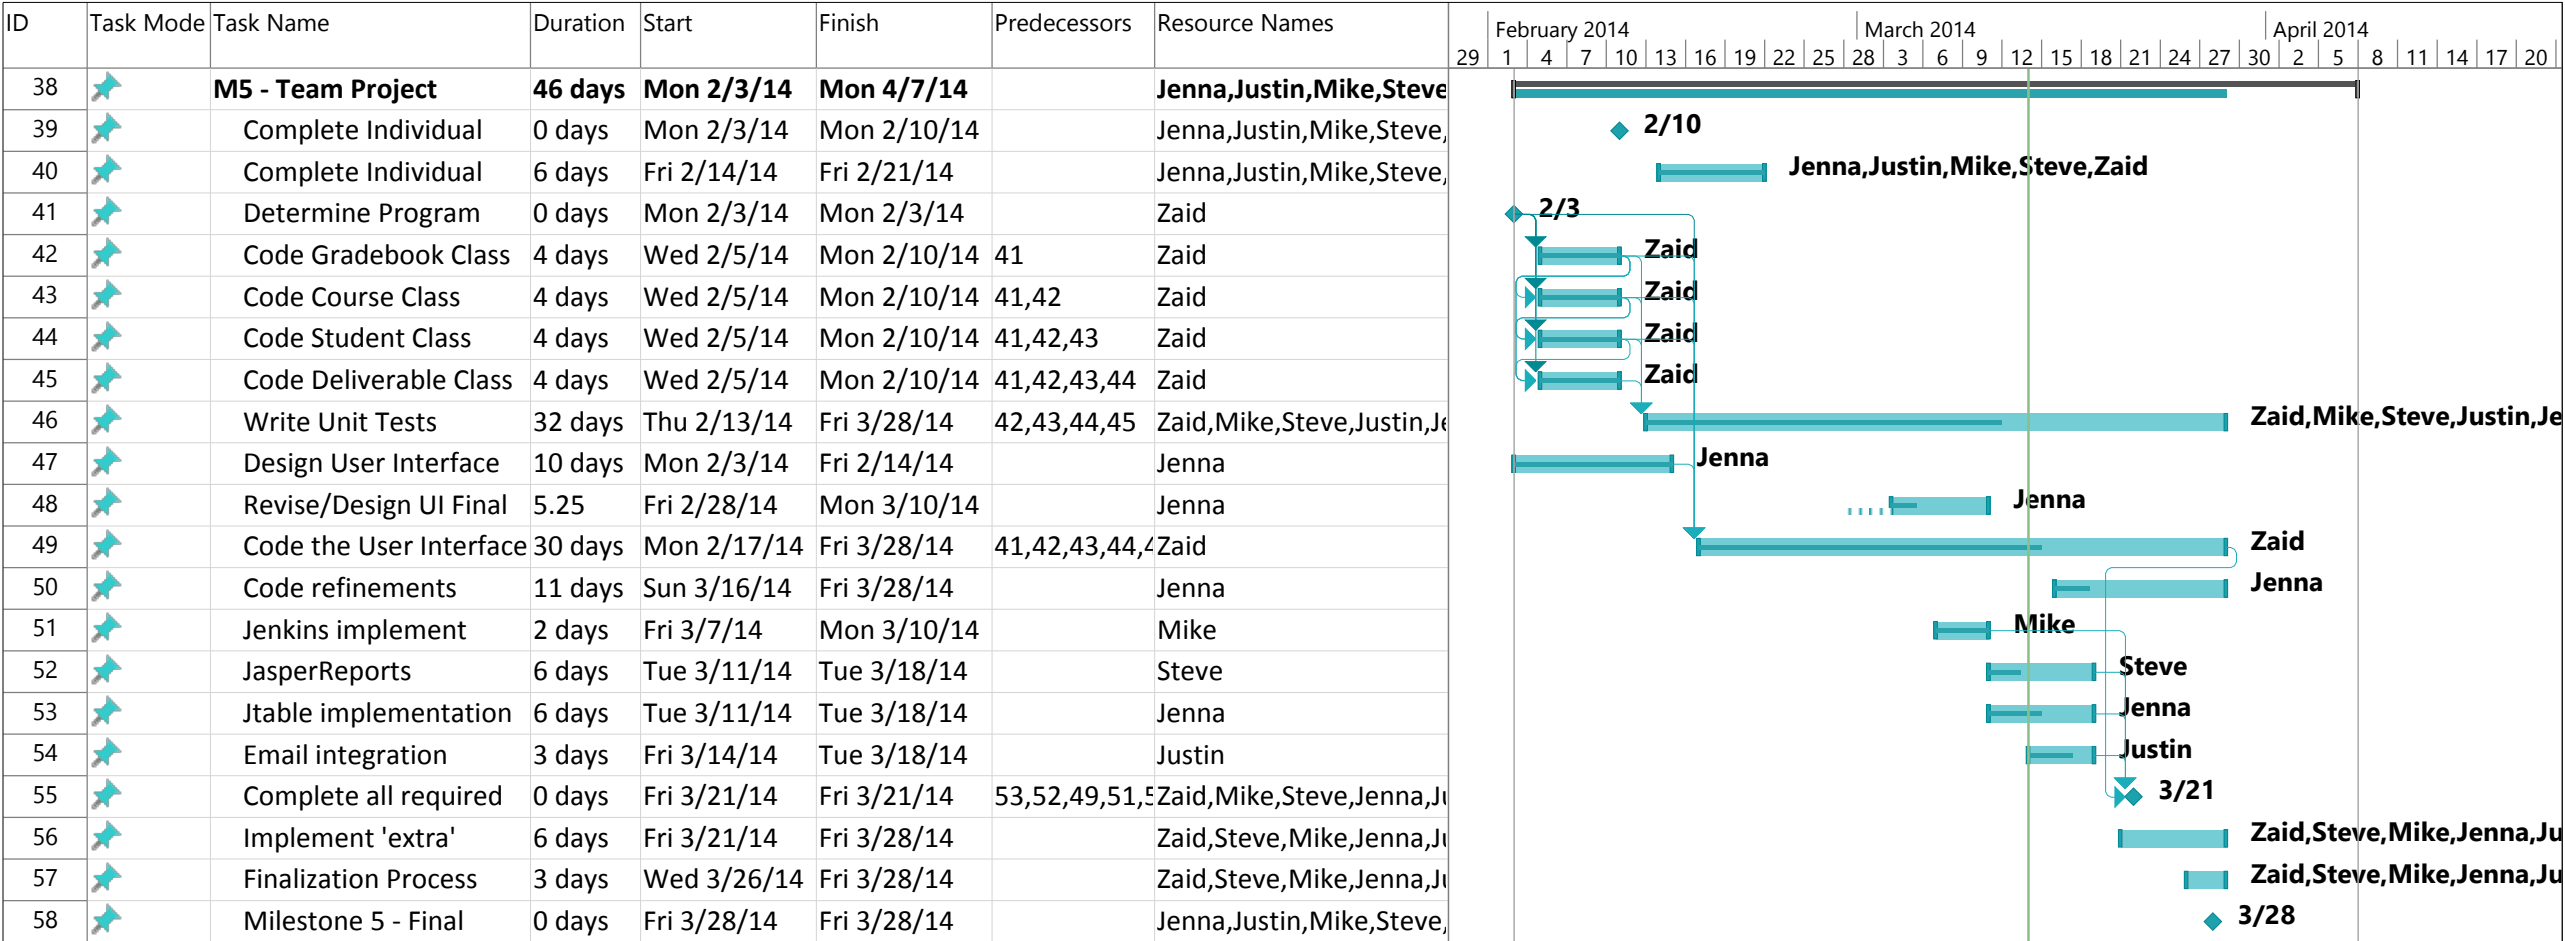 ID Task Mode Task Name Duration Start Finish Predecessors Resource Names
February 2014 March 2014 April 2014
29 1 4 7 10 13 16 19 22 25 28 3 6 9 12 15 18 21 24 27 30 2 5 8 11 14 17 20
38 M5 - Team Project 46 days Mon 2/3/14 Mon 4/7/14 Jenna,Justin,Mike,Steve
39 Complete Individual 0 days Mon 2/3/14 Mon 2/10/14 Jenna,Justin,Mike,Steve, 2/10
40 Complete Individual 6 days Fri 2/14/14 Fri 2/21/14 Jenna,Justin,Mike,Steve, Jenna,Justin,Mike,Steve,Zaid
41 Determine Program 0 days Mon 2/3/14 Mon 2/3/14 Zaid 2/3
42 Code Gradebook Class 4 days Wed 2/5/14 Mon 2/10/14 41 Zaid Zaid
43 Code Course Class 4 days Wed 2/5/14 Mon 2/10/14 41,42 Zaid Zaid
44 Code Student Class 4 days Wed 2/5/14 Mon 2/10/14 41,42,43 Zaid Zaid
45 Code Deliverable Class 4 days Wed 2/5/14 Mon 2/10/14 41,42,43,44 Zaid Zaid
46 Write Unit Tests 32 days Thu 2/13/14 Fri 3/28/14 42,43,44,45 Zaid,Mike,Steve,Justin,Je Zaid,Mike,Steve,Justin,Je
47 Design User Interface 10 days Mon 2/3/14 Fri 2/14/14 Jenna Jenna
48 Revise/Design UI Final 5.25 Fri 2/28/14 Mon 3/10/14 Jenna Jenna
49 Code the User Interface 30 days Mon 2/17/14 Fri 3/28/14 41,42,43,44,4 Zaid Zaid
50 Code refinements 11 days Sun 3/16/14 Fri 3/28/14 Jenna Jenna
51 Jenkins implement 2 days Fri 3/7/14 Mon 3/10/14 Mike Mike
52 JasperReports 6 days Tue 3/11/14 Tue 3/18/14 Steve Steve
53 Jtable implementation 6 days Tue 3/11/14 Tue 3/18/14 Jenna Jenna
54 Email integration 3 days Fri 3/14/14 Tue 3/18/14 Justin Justin
55 Complete all required 0 days Fri 3/21/14 Fri 3/21/14 53,52,49,51,5 Zaid,Mike,Steve,Jenna,Ju 3/21
56 Implement 'extra' 6 days Fri 3/21/14 Fri 3/28/14 Zaid,Steve,Mike,Jenna,Ju Zaid,Steve,Mike,Jenna,Ju
57 Finalization Process 3 days Wed 3/26/14 Fri 3/28/14 Zaid,Steve,Mike,Jenna,Ju Zaid,Steve,Mike,Jenna,Ju
58 Milestone 5 - Final 0 days Fri 3/28/14 Fri 3/28/14 Jenna,Justin,Mike,Steve, 3/28